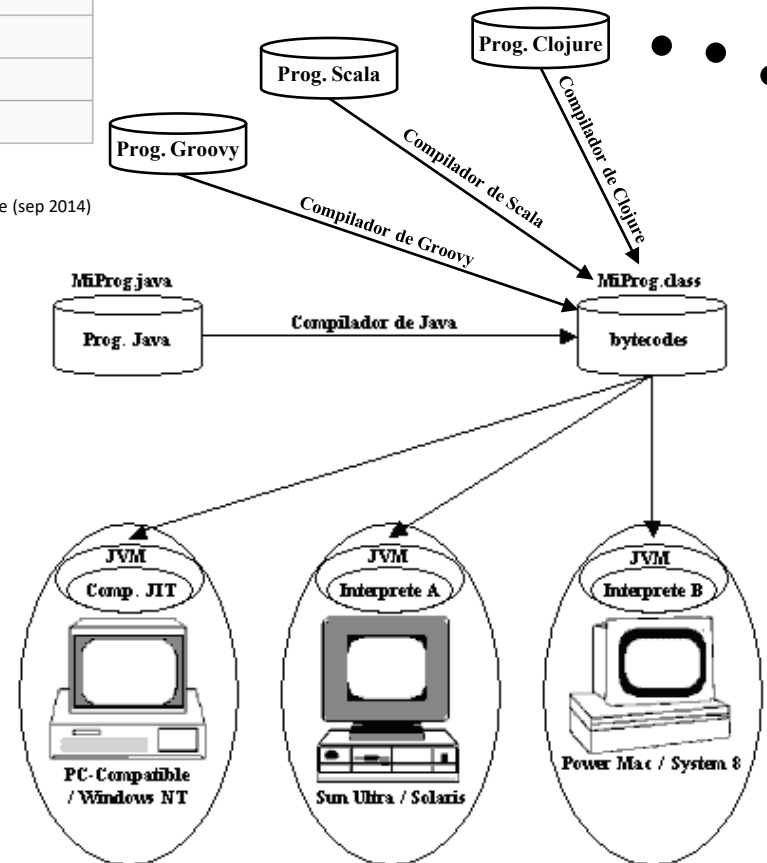 Prog. Clojure
Prog. Scala
Prog. Groovy
Compilador de Clojure
Compilador de Scala
Compilador de Groovy
e (sep 2014)
MiProg.java
MiProg.class
Prog. Java
Compilador de Java
bytecodes
JVM
Comp. JIT
JVM
Interprete A
JVM
Interprete B
PC-Compatible
/ Windows NT
Sun Ultra / Solaris
Power Mac / System 8